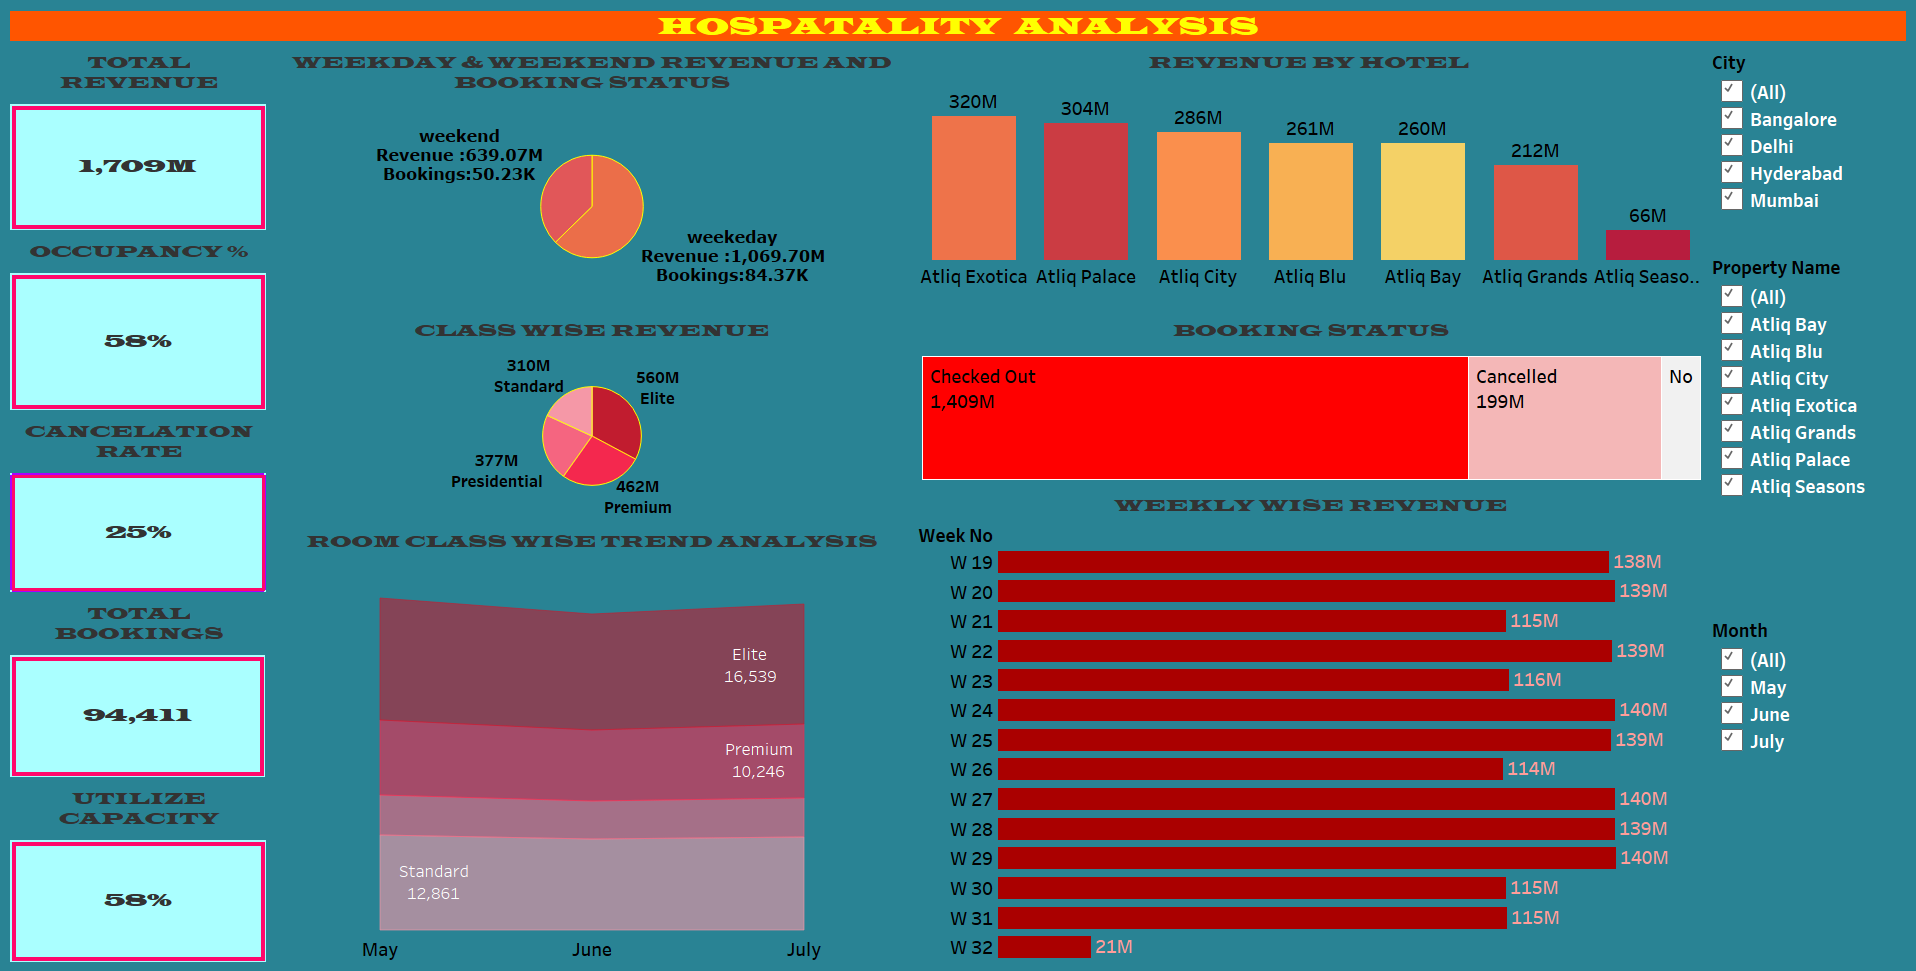 HOSPATALITY ANALYSIS
TOTAL
REVENUE
1,709M
OCCUPANCY %
58%
CANCELATION
RATE
25%
TOTAL
BOOKINGS
94,411
UTILIZE
CAPACITY
58%
WEEKDAY & WEEKEND REVENUE AND
BOOKING STATUS
weekend
Revenue :639.07M
Bookings:50.23K
weekeday
Revenue :1,069.70M
Bookings:84.37K
CLASS WISE REVENUE
310M
Standard
560M
Elite
377M
Presidential
462M
Premium
ROOM CLASS WISE TREND ANALYSIS
Elite
16,539
Premium
10,246
Standard
12,861
May June July
REVENUE BY HOTEL
320M 304M 286M 261M 260M 212M 66M
Atliq Exotica Atliq Palace Atliq City Atliq Blu Atliq Bay Atliq Grands Atliq Seaso..
BOOKING STATUS
Checked Out
1,409M
Cancelled
199M
No
WEEKLY WISE REVENUE
Week No
W 19 138M
W 20 139M
W 21 115M
W 22 139M
W 23 116M
W 24 140M
W 25 139M
W 26 114M
W 27 140M
W 28 139M
W 29 140M
W 30 115M
W 31 115M
W 32 21M
City
(All)
Bangalore
Delhi
Hyderabad
Mumbai
Property Name
(All)
Atliq Bay
Atliq Blu
Atliq City
Atliq Exotica
Atliq Grands
Atliq Palace
Atliq Seasons
Month
(All)
May
June
July